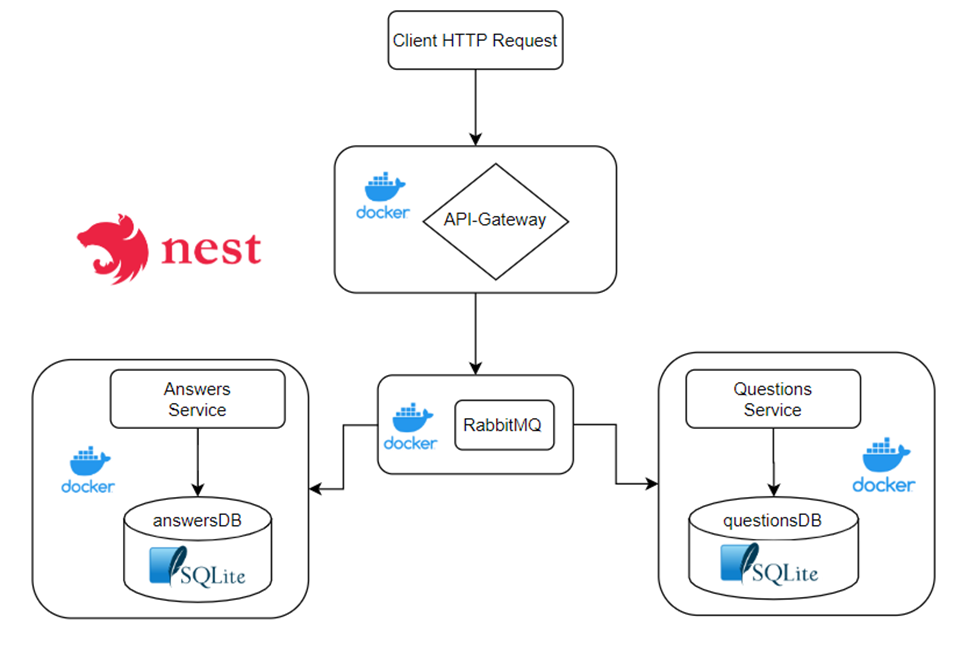 Client HTTP Request
docker
API-Gateway
nest
Answers
Service
docker
answersDB
SQLite
docker
RabbitMQ
Questions
Service
docker
questionsDB
SQLite